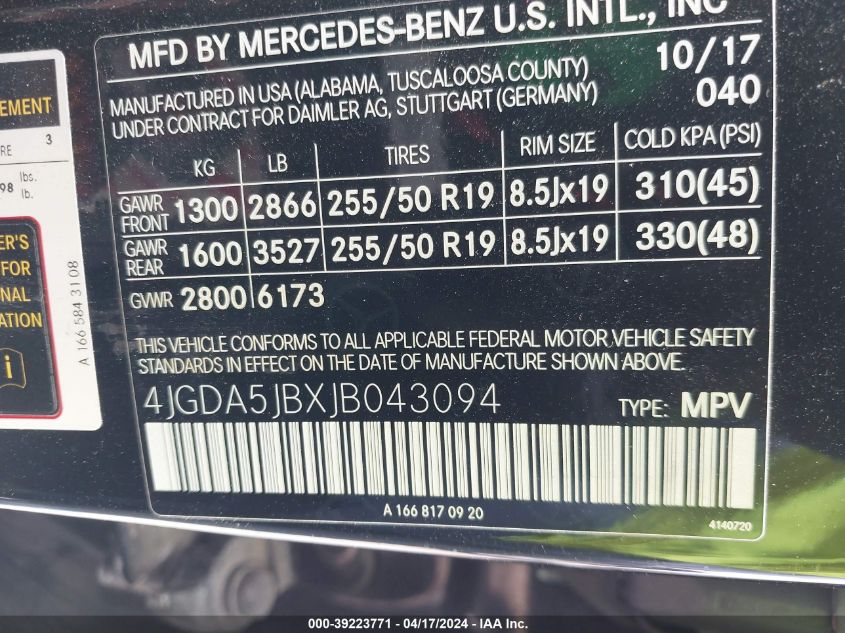 MFD BY MERCEDES-BENZ U.S. INTL., INC
10/17
MANUFACTURED IN USA (ALABAMA, TUSCALOOSA COUNTY)
UNDER CONTRACT FOR DAIMLER AG, STUTTGART (GERMANY)
040
KG LB TIRES RIM SIZE COLD KPA (PSI)
GAWR FRONT 1300 2866 255/50 R19 8.5Jx19 310(45)
GAWR REAR 1600 3527 255/50 R19 8.5Jx19 330(48)
GVWR 2800 6173
THIS VEHICLE CONFORMS TO ALL APPLICABLE FEDERAL MOTOR VEHICLE SAFETY
STANDARDS IN EFFECT ON THE DATE OF MANUFACTURE SHOWN ABOVE.
4JGDA5JBXJB043094 TYPE: MPV
A 166 817 09 20
4140720
3
lbs.
lb.
FOR
A 166 584 31 08
i
000-39223771 - 04/17/2024 - IAA Inc.